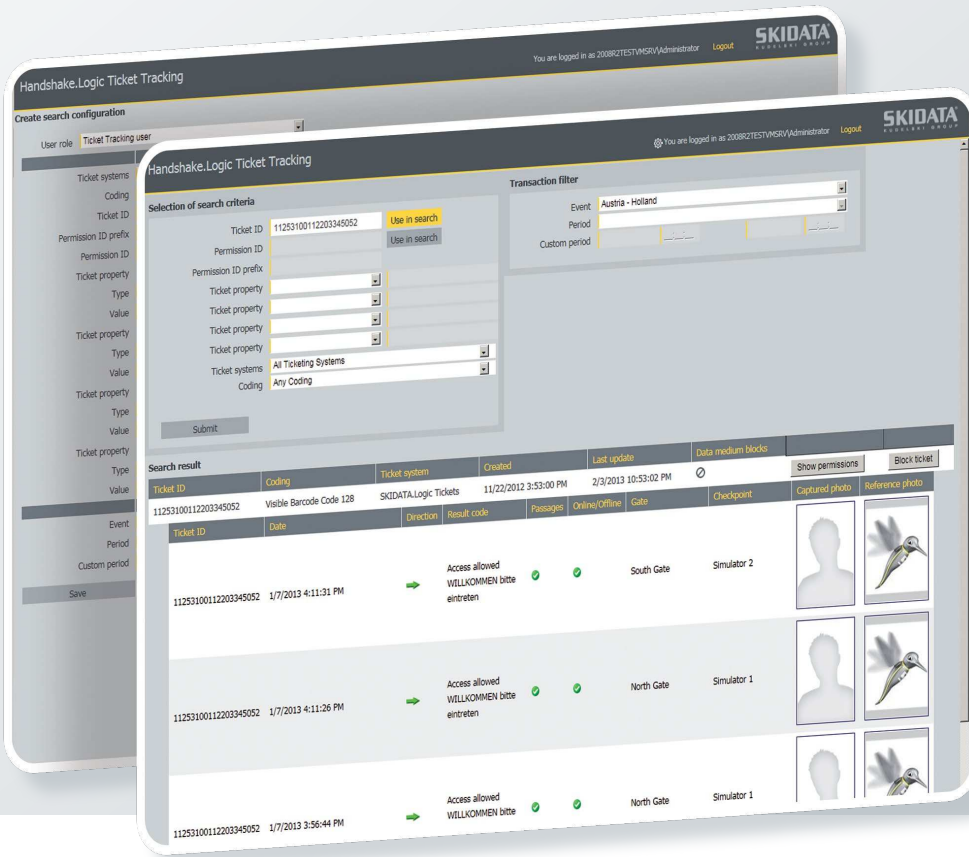 Handshake.Logic Ticket Tracking
You are logged in as 2008R2TESTVMSRV\Administrator Logout
SKIDATA
KUDELSKI GROUP
Create search configuration
User role Ticket Tracking user
Ticket systems
Coding
Ticket ID
Permission ID prefix
Permission ID
Ticket property
Type
Value
Ticket property
Type
Value
Ticket property
Type
Value
Ticket property
Type
Value
Event
Period
Custom period
Save
Handshake.Logic Ticket Tracking
You are logged in as 2008R2TESTVMSRV\Administrator Logout
SKIDATA
KUDELSKI GROUP
Selection of search criteria
Ticket ID 11253100112203345052 Use in search
Permission ID Use in search
Permission ID prefix
Ticket property
Ticket property
Ticket property
Ticket property
Ticket systems All Ticketing Systems
Coding Any Coding
Submit
Transaction filter
Event Austria - Holland
Period
Custom period __:__:__ __:__:__
Search result
Ticket ID Coding Ticket system Created Last update Data medium blocks
11253100112203345052 Visible Barcode Code 128 SKIDATA.Logic Tickets 11/22/2012 3:53:00 PM 2/3/2013 10:53:02 PM Show permissions Block ticket
Ticket ID Date Direction Result code Passages Online/Offline Gate Checkpoint Captured photo Reference photo
Access allowed
WILLKOMMEN bitte
eintreten
11253100112203345052 1/7/2013 4:11:31 PM South Gate Simulator 2
Access allowed
WILLKOMMEN bitte
eintreten
11253100112203345052 1/7/2013 4:11:26 PM North Gate Simulator 1
Access allowed
WILLKOMMEN bitte
eintreten
11253100112203345052 1/7/2013 3:56:44 PM North Gate Simulator 1